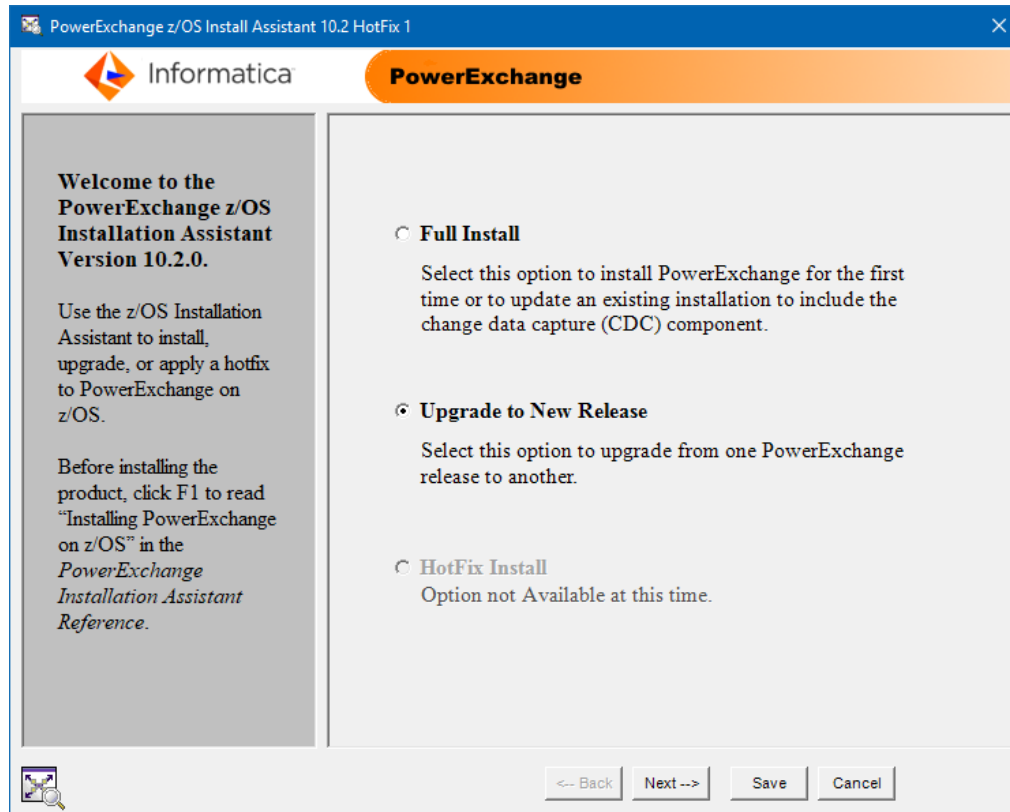 PowerExchange z/OS Install Assistant 10.2 HotFix 1
Informatica
PowerExchange
Welcome to the
PowerExchange z/OS
Installation Assistant
Version 10.2.0.
Use the z/OS Installation
Assistant to install,
upgrade, or apply a hotfix
to PowerExchange on
z/OS.
Before installing the
product, click F1 to read
“Installing PowerExchange
on z/OS” in the
PowerExchange
Installation Assistant
Reference.
Full Install
Select this option to install PowerExchange for the first
time or to update an existing installation to include the
change data capture (CDC) component.
Upgrade to New Release
Select this option to upgrade from one PowerExchange
release to another.
HotFix Install
Option not Available at this time.
<-- Back Next --> Save Cancel